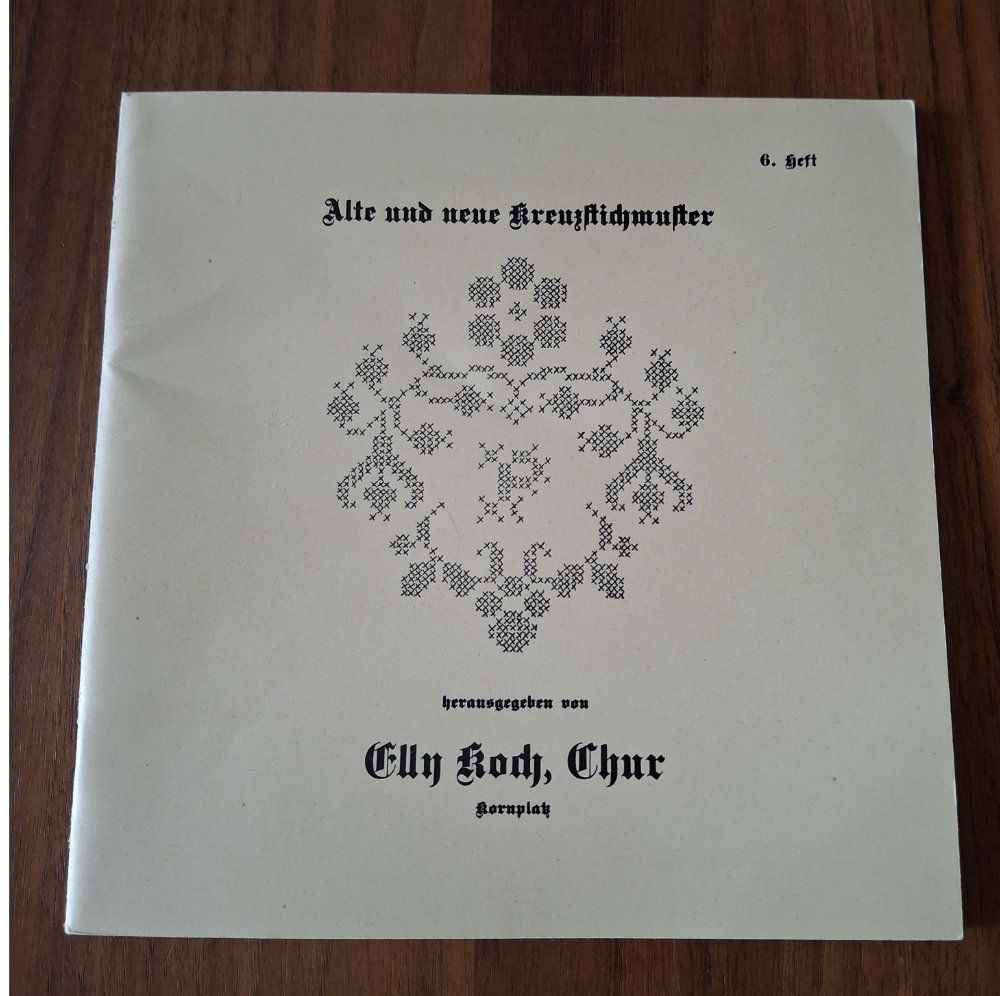 6. Heft
Alte und neue Kreuzstichmuster
P
herausgegeben von
Elly Koch, Chur
Kornplatz